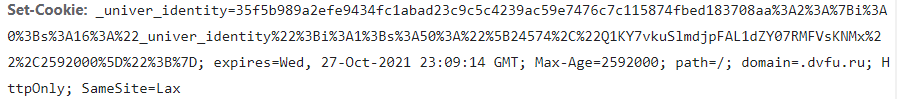 Set-Cookie: _univer_identity=35f5b989a2efe9434fc1abad23c9c5c4239ac59e7476c7c115874fbed183708aa%3A2%3A%7Bi%3A
0%3Bs%3A16%3A%22_univer_identity%22%3Bi%3A1%3Bs%3A50%3A%22%5B24574%2C%22Q1KY7vkuSlmdjpFAL1dZY07RMFVsKNMx%2
2%2C2592000%5D%22%3B%7D; expires=Wed, 27-Oct-2021 23:09:14 GMT; Max-Age=2592000; path=/; domain=.dvfu.ru; H
ttpOnly; SameSite=Lax